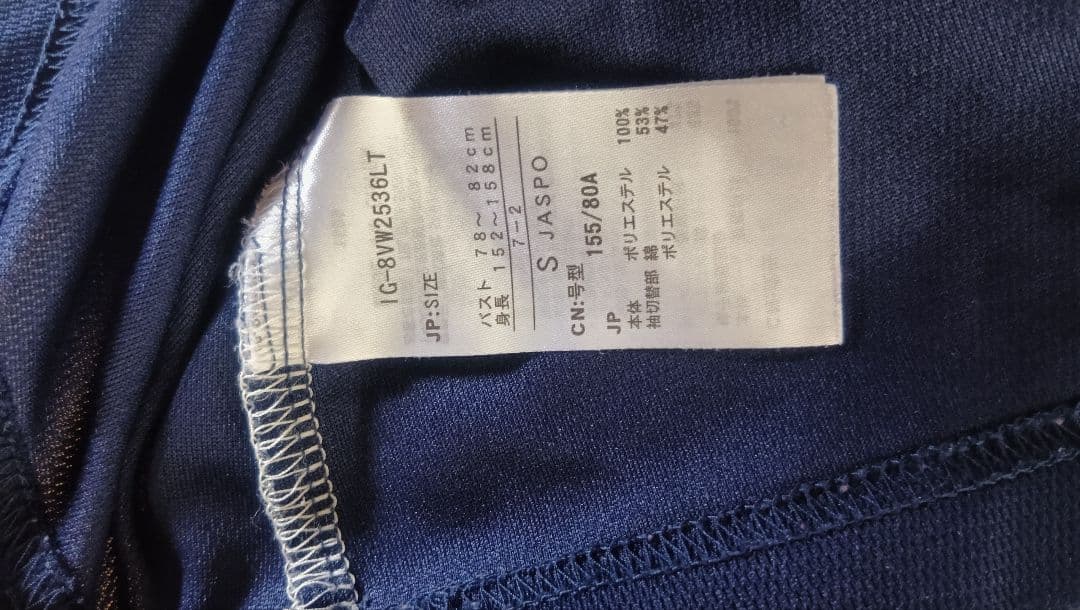 IG-8VW2536LT
JP:SIZE
バスト 78～ 82cm
身長 152～158cm
7-2
S JASPO
CN:号型
155/80A
JP
本体 ポリエステル 100%
袖切替部 綿 53%
ポリエステル 47%